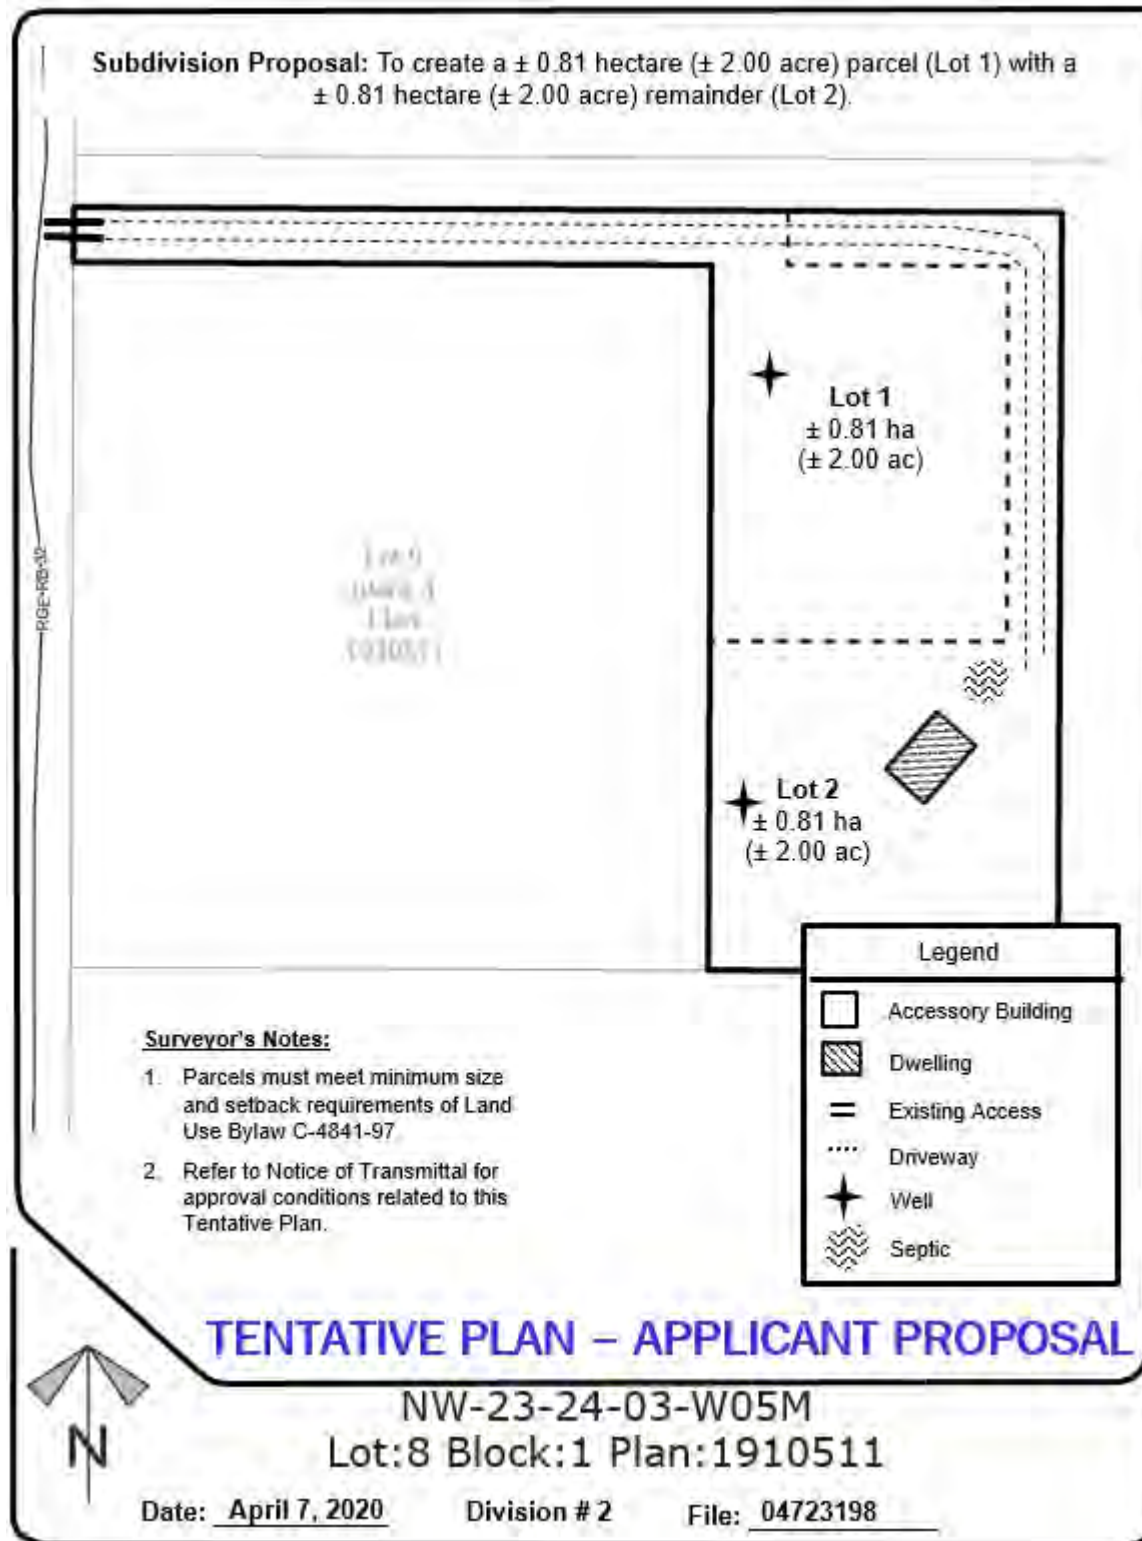 Subdivision Proposal: To create a ± 0.81 hectare (± 2.00 acre) parcel (Lot 1) with a
± 0.81 hectare (± 2.00 acre) remainder (Lot 2).
Lot 1
± 0.81 ha
(± 2.00 ac)
RGE-RD-32
Lot 2
± 0.81 ha
(± 2.00 ac)
Legend
Accessory Building
Dwelling
Existing Access
Driveway
Well
Septic
Surveyor's Notes:
1. Parcels must meet minimum size
and setback requirements of Land
Use Bylaw C-4841-97
2. Refer to Notice of Transmittal for
approval conditions related to this
Tentative Plan.
TENTATIVE PLAN – APPLICANT PROPOSAL
N
NW-23-24-03-W05M
Lot:8 Block:1 Plan:1910511
Date: April 7, 2020 Division # 2 File: 04723198